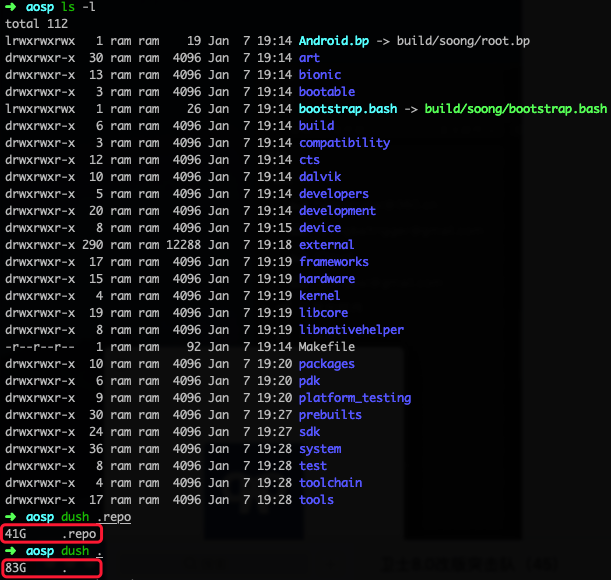 ➜  aosp ls -l
total 112
lrwxrwxrwx   1 ram ram    19 Jan  7 19:14 Android.bp -> build/soong/root.bp
drwxrwxr-x  30 ram ram  4096 Jan  7 19:14 art
drwxrwxr-x  13 ram ram  4096 Jan  7 19:14 bionic
drwxrwxr-x   3 ram ram  4096 Jan  7 19:14 bootable
lrwxrwxrwx   1 ram ram    26 Jan  7 19:14 bootstrap.bash -> build/soong/bootstrap.bash
drwxrwxr-x   6 ram ram  4096 Jan  7 19:14 build
drwxrwxr-x   3 ram ram  4096 Jan  7 19:14 compatibility
drwxrwxr-x  12 ram ram  4096 Jan  7 19:14 cts
drwxrwxr-x  10 ram ram  4096 Jan  7 19:14 dalvik
drwxrwxr-x   5 ram ram  4096 Jan  7 19:14 developers
drwxrwxr-x  20 ram ram  4096 Jan  7 19:14 development
drwxrwxr-x   8 ram ram  4096 Jan  7 19:15 device
drwxrwxr-x 290 ram ram 12288 Jan  7 19:18 external
drwxrwxr-x  17 ram ram  4096 Jan  7 19:19 frameworks
drwxrwxr-x  15 ram ram  4096 Jan  7 19:19 hardware
drwxrwxr-x   4 ram ram  4096 Jan  7 19:19 kernel
drwxrwxr-x  19 ram ram  4096 Jan  7 19:19 libcore
drwxrwxr-x   8 ram ram  4096 Jan  7 19:19 libnativehelper
-r--r--r--   1 ram ram    92 Jan  7 19:14 Makefile
drwxrwxr-x  10 ram ram  4096 Jan  7 19:20 packages
drwxrwxr-x   6 ram ram  4096 Jan  7 19:20 pdk
drwxrwxr-x   9 ram ram  4096 Jan  7 19:20 platform_testing
drwxrwxr-x  30 ram ram  4096 Jan  7 19:27 prebuilts
drwxrwxr-x  24 ram ram  4096 Jan  7 19:27 sdk
drwxrwxr-x  36 ram ram  4096 Jan  7 19:28 system
drwxrwxr-x   8 ram ram  4096 Jan  7 19:28 test
drwxrwxr-x   4 ram ram  4096 Jan  7 19:28 toolchain
drwxrwxr-x  17 ram ram  4096 Jan  7 19:28 tools
➜  aosp dush .repo
41G     .repo
➜  aosp dush .
83G     .